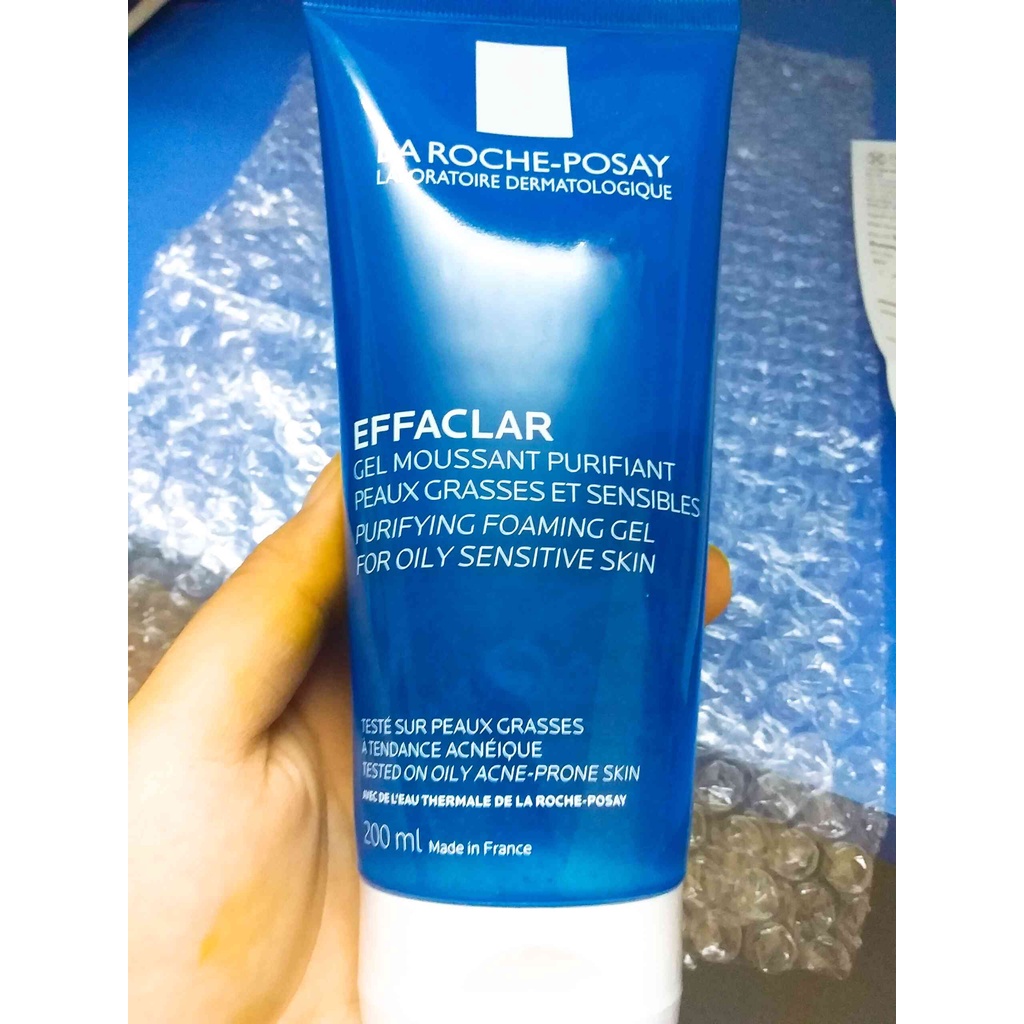 LA ROCHE-POSAY
LABORATOIRE DERMATOLOGIQUE
EFFACLAR
GEL MOUSSANT PURIFIANT
PEAUX GRASSES ET SENSIBLES
PURIFYING FOAMING GEL
FOR OILY SENSITIVE SKIN
TESTÉ SUR PEAUX GRASSES
À TENDANCE ACNÉIQUE
TESTED ON OILY ACNE-PRONE SKIN
AVEC DE L'EAU THERMALE DE LA ROCHE-POSAY
200 ml Made in France